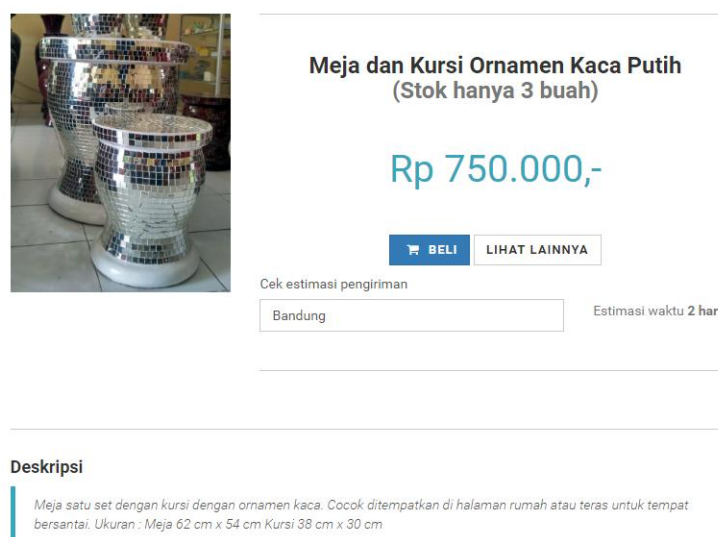 Meja dan Kursi Ornamen Kaca Putih
(Stok hanya 3 buah)
Rp 750.000,-
BELI
LIHAT LAINNYA
Cek estimasi pengiriman
Bandung
Estimasi waktu 2
Deskripsi
Meja satu set dengan kursi dengan ornamen kaca. Cocok ditempatkan di halaman rumah atau teras untuk tempat
bersantai. Ukuran : Meja 62 cm x 54 cm Kursi 38 cm x 30 cm